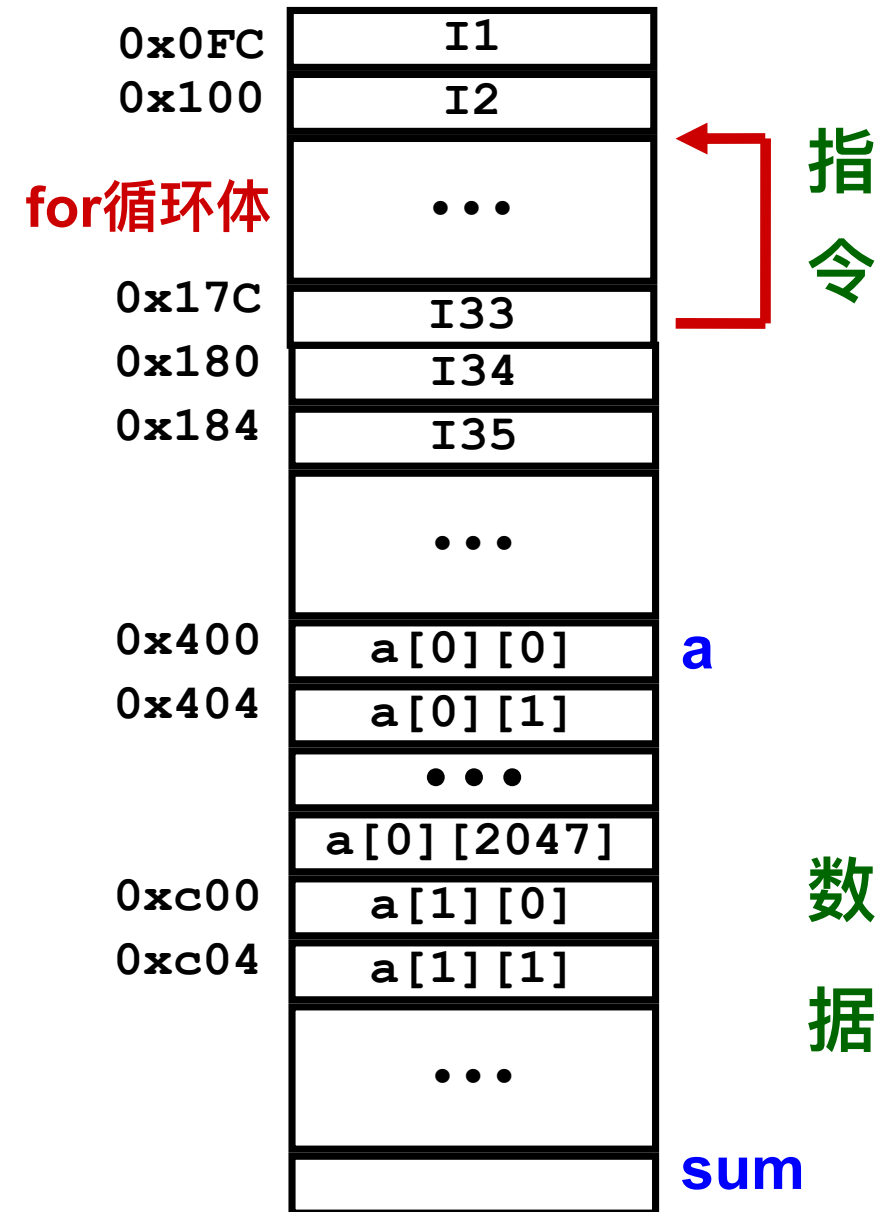 0x0FC I1
0x100 I2
指
for循环体 •••
令
0x17C I33
0x180 I34
0x184 I35
•••
0x400 a[0][0] a
0x404 a[0][1]
•••
a[0][2047]
0xc00 a[1][0] 数
0xc04 a[1][1]
据
•••
sum